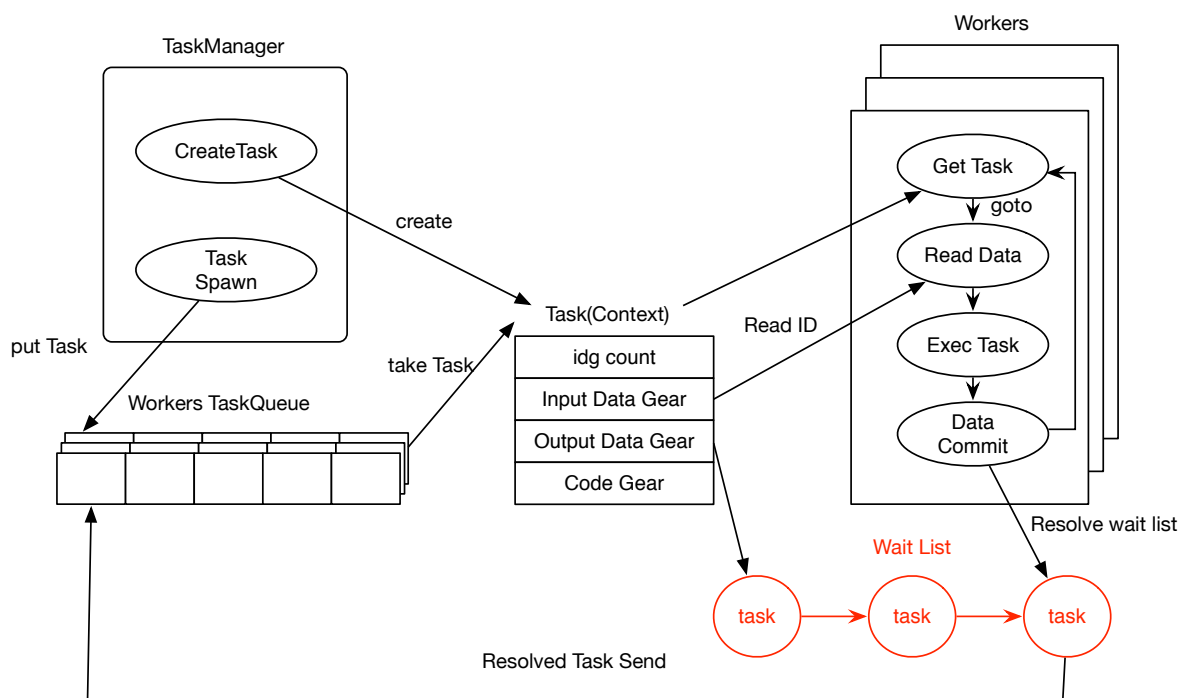 TaskManager
CreateTask
Task
Spawn
create
put Task
Workers TaskQueue
take Task
Task(Context)
idg count
Input Data Gear
Output Data Gear
Code Gear
Read ID
Workers
Get Task
goto
Read Data
Exec Task
Data
Commit
Resolve wait list
Wait List
task
task
task
Resolved Task Send